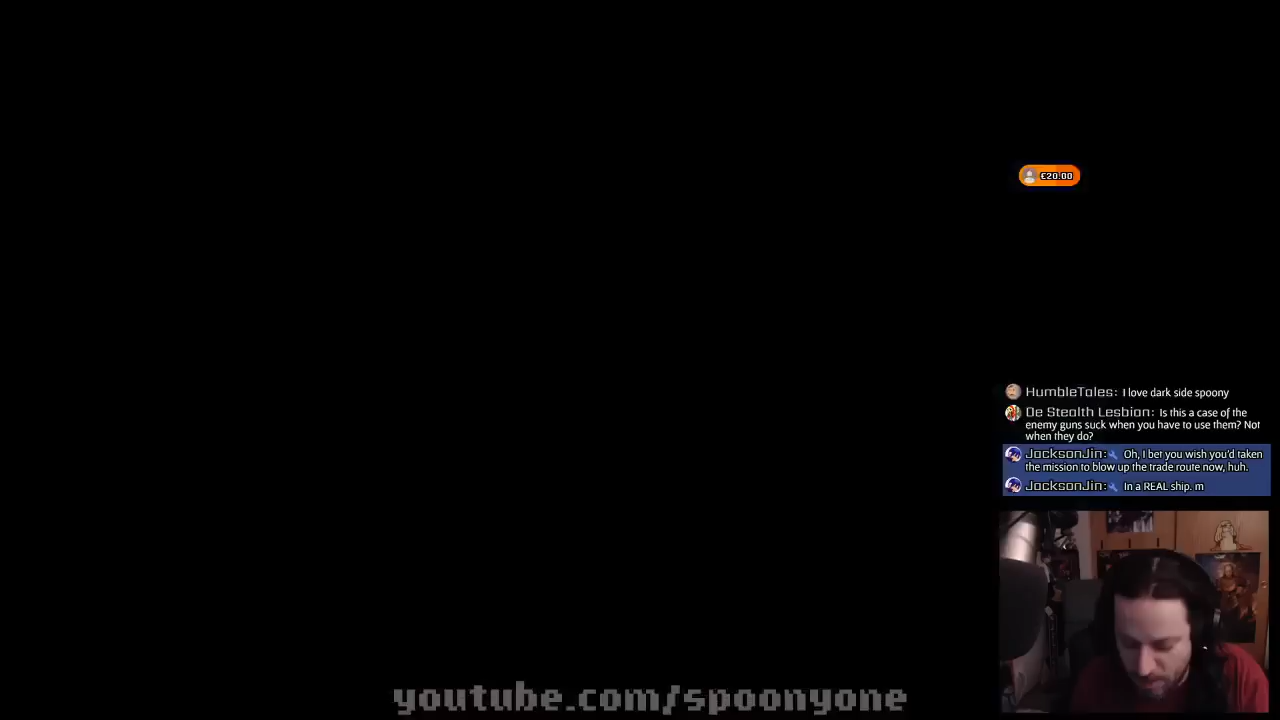 €20.00
HumbleTales: I love dark side spoony
De Stealth Lesbian: Is this a case of the
enemy guns suck when you have to use them? Not
when they do?
JacksonJin: Oh, I bet you wish you'd taken
the mission to blow up the trade route now, huh.
JacksonJin: In a REAL ship. m
youtube.com/spoonyone